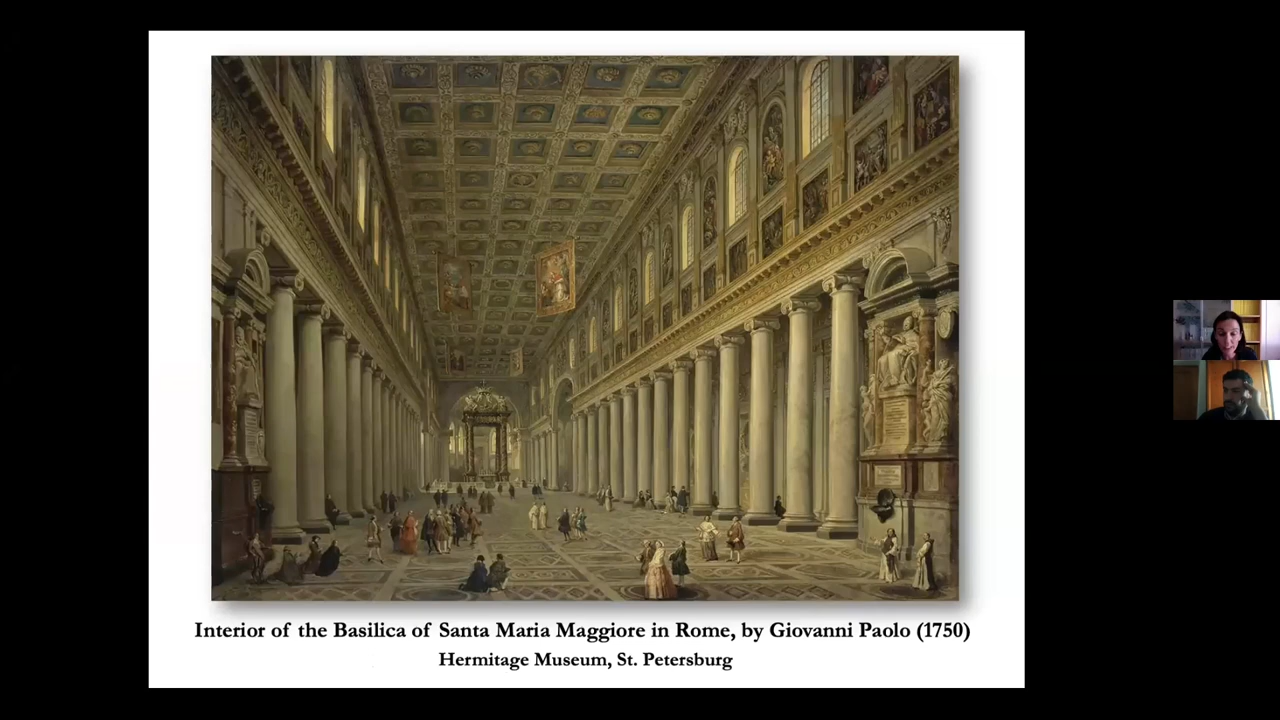 Interior of the Basilica of Santa Maria Maggiore in Rome, by Giovanni Paolo (1750)
Hermitage Museum, St. Petersburg